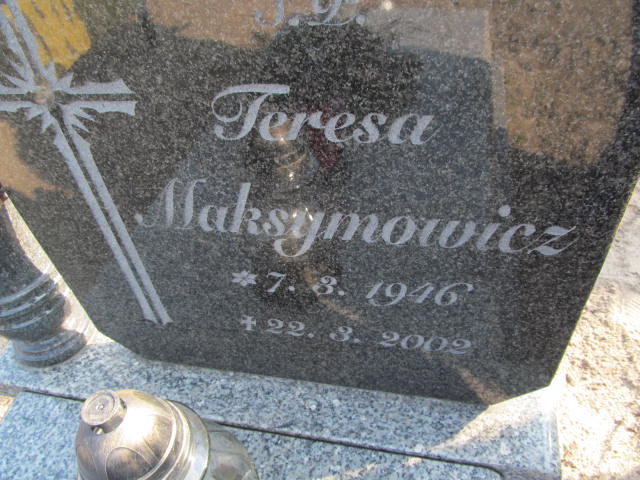 Ś.P.
Teresa
Maksymowicz
* 7. 3. 1946
✝ 22. 3. 2002